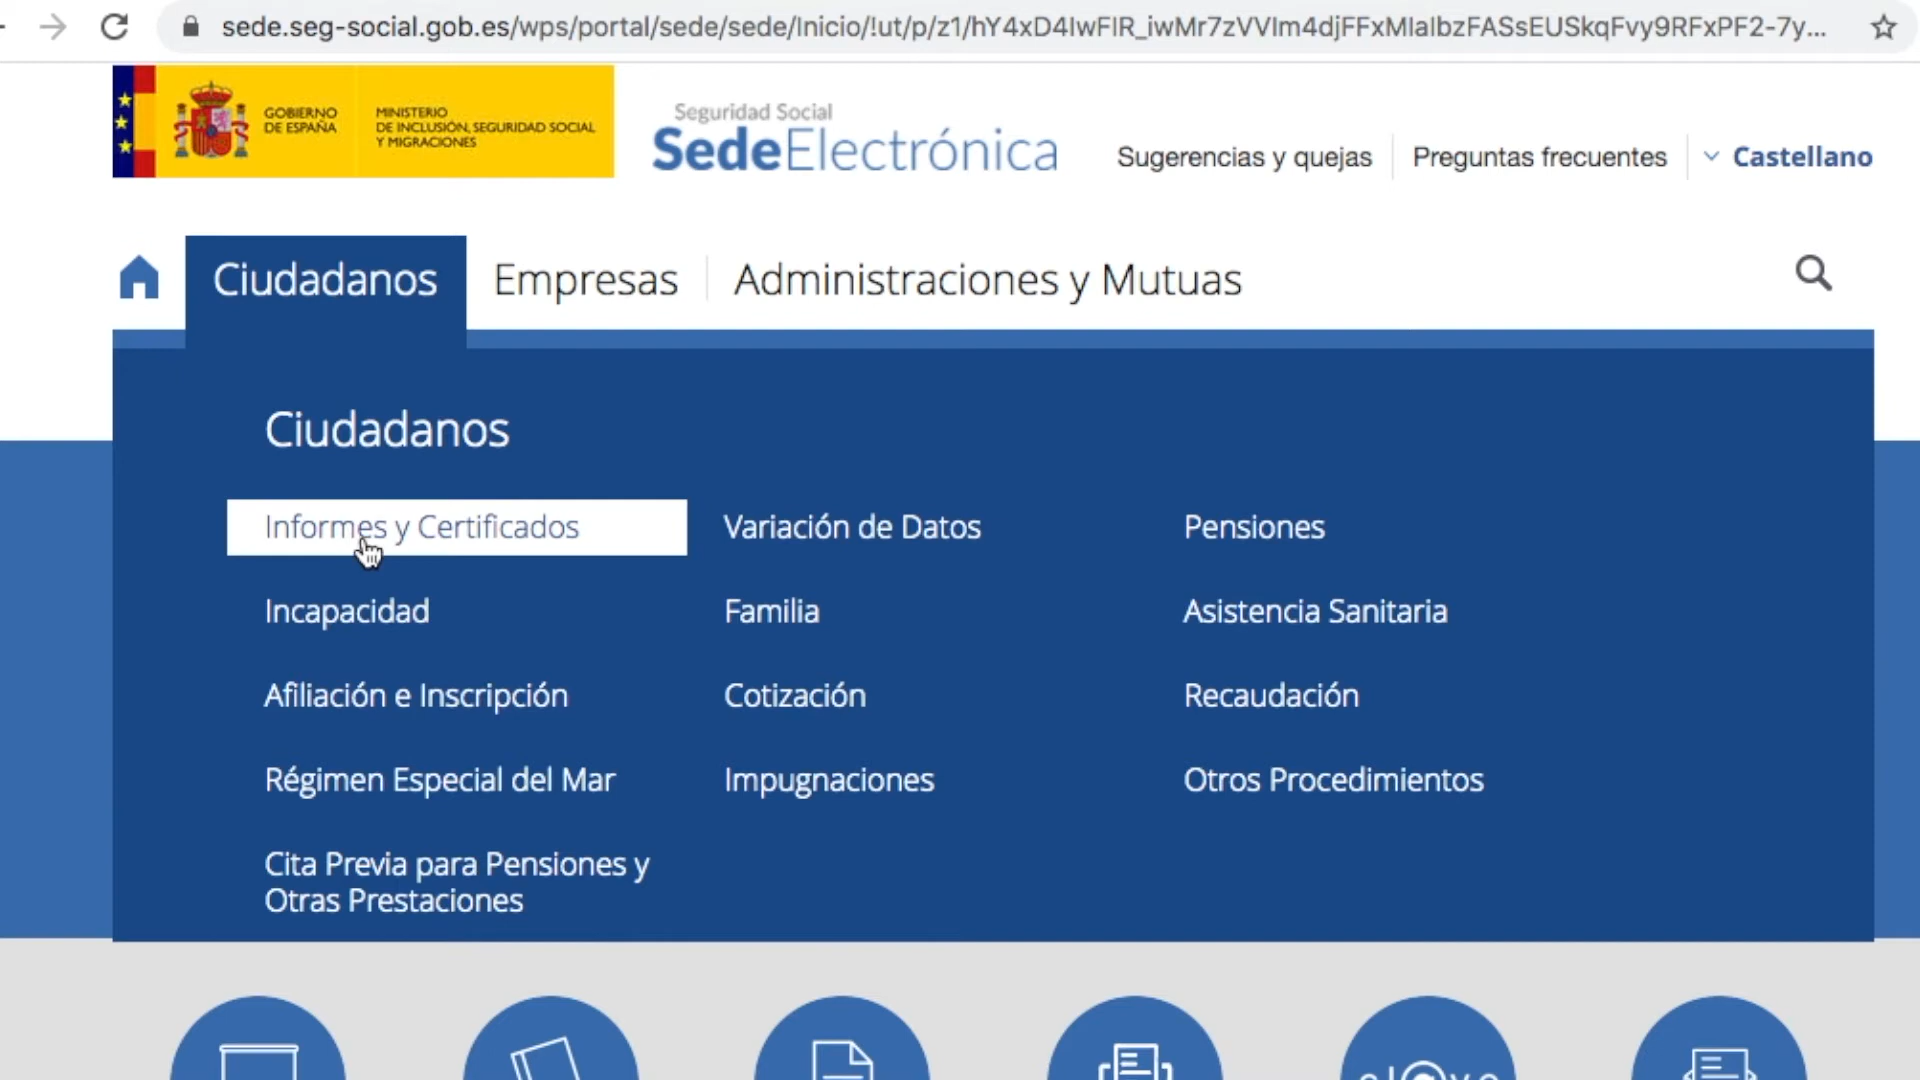 sede.seg-social.gob.es/wps/portal/sede/sede/Inicio/!ut/p/z1/hY4xD4IwFIR_iwMr7zVVIm4djFFxMIaIbzFASsEUSkqFvy9RFxPF2-7y...
GOBIERNO
DE ESPAÑA
MINISTERIO
DE INCLUSIÓN, SEGURIDAD SOCIAL
Y MIGRACIONES
Seguridad Social
SedeElectrónica
Sugerencias y quejas
Preguntas frecuentes
Castellano
Ciudadanos
Empresas
Administraciones y Mutuas
Ciudadanos
Informes y Certificados
Variación de Datos
Pensiones
Incapacidad
Familia
Asistencia Sanitaria
Afiliación e Inscripción
Cotización
Recaudación
Régimen Especial del Mar
Impugnaciones
Otros Procedimientos
Cita Previa para Pensiones y
Otras Prestaciones